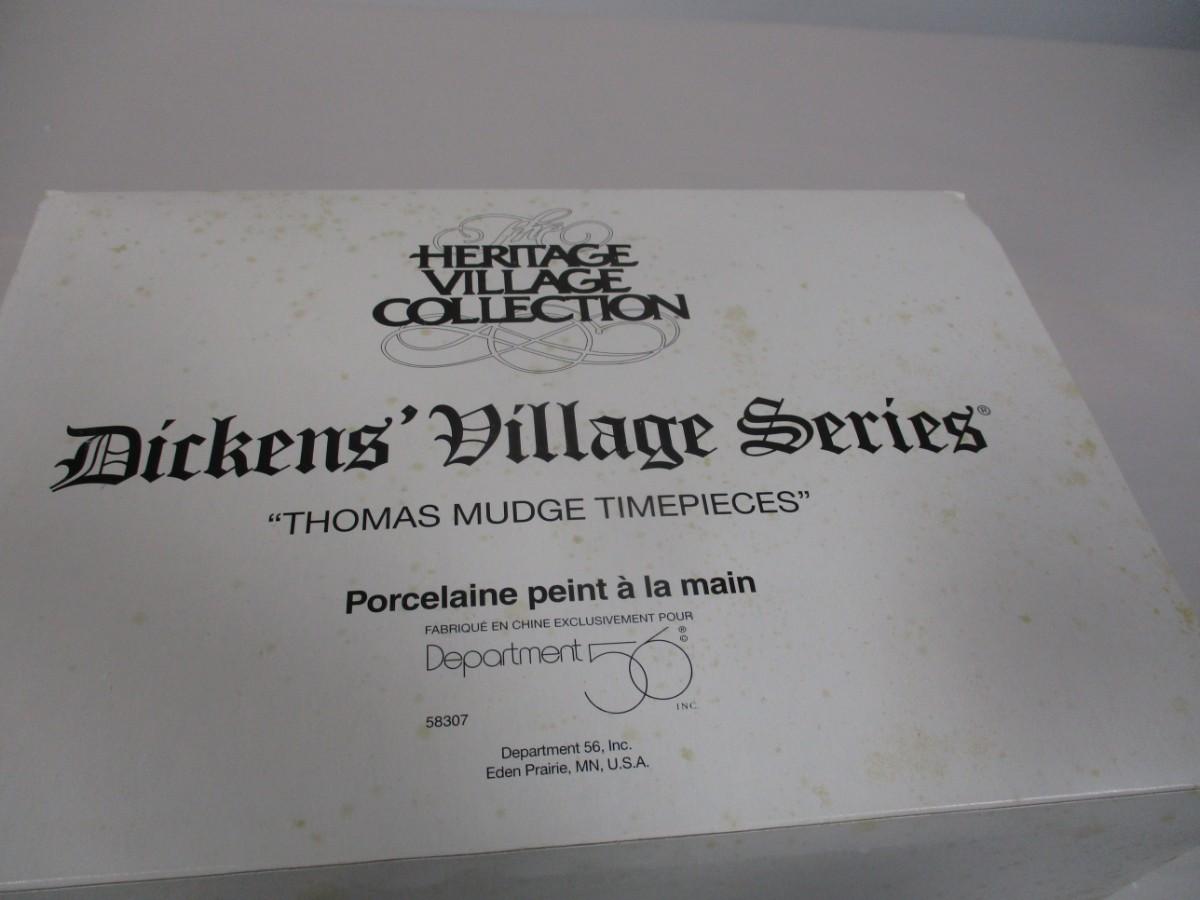 The
HERITAGE
VILLAGE
COLLECTION
Dickens' Village Series®
“THOMAS MUDGE TIMEPIECES”
Porcelaine peint à la main
FABRIQUÉ EN CHINE EXCLUSIVEMENT POUR
Department 56 ® ©
INC.
58307
Department 56, Inc.
Eden Prairie, MN, U.S.A.